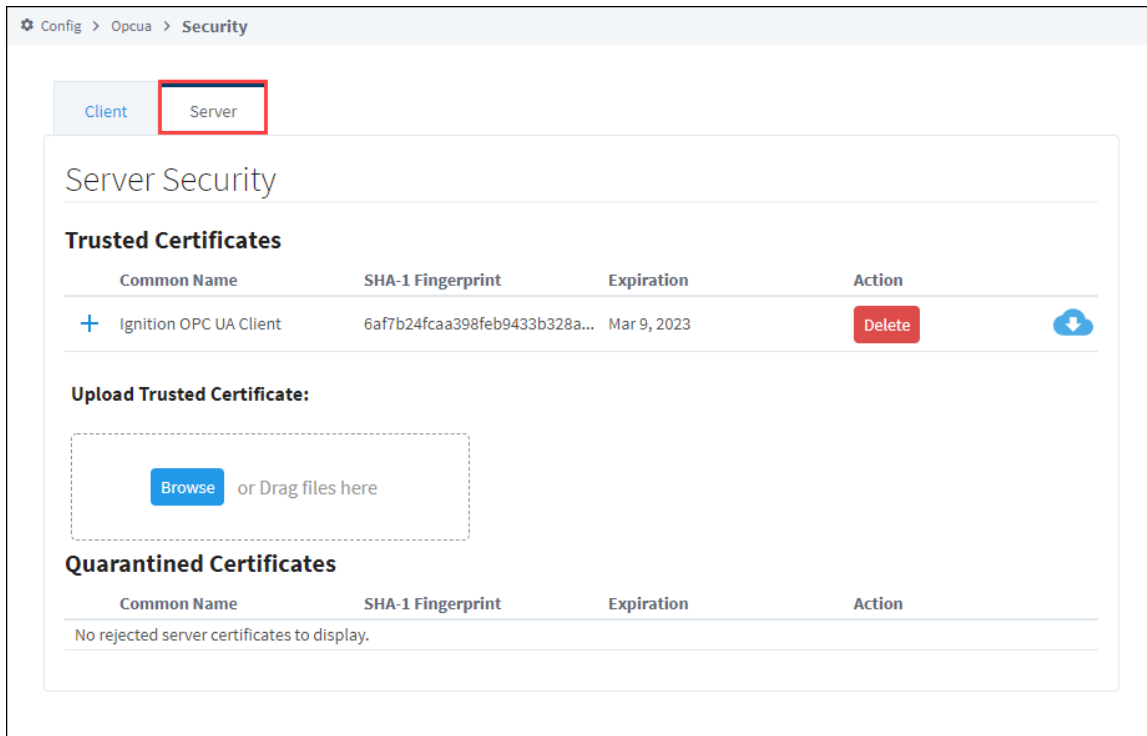 Config > Opcua > Security
Client Server
Server Security
Trusted Certificates
Common Name SHA-1 Fingerprint Expiration Action
Ignition OPC UA Client 6af7b24fcaa398feb9433b328a... Mar 9, 2023 Delete
Upload Trusted Certificate:
Browse or Drag files here
Quarantined Certificates
Common Name SHA-1 Fingerprint Expiration Action
No rejected server certificates to display.